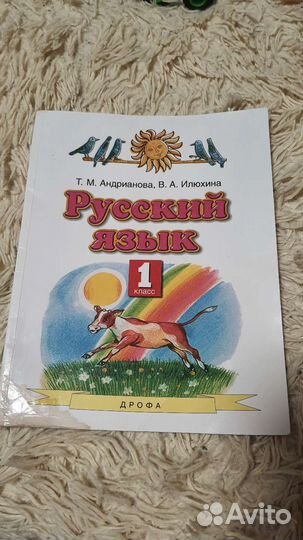 Т. М. Андрианова, В. А. Илюхина
Русский
язык
1
класс
ДРОФА
Avito